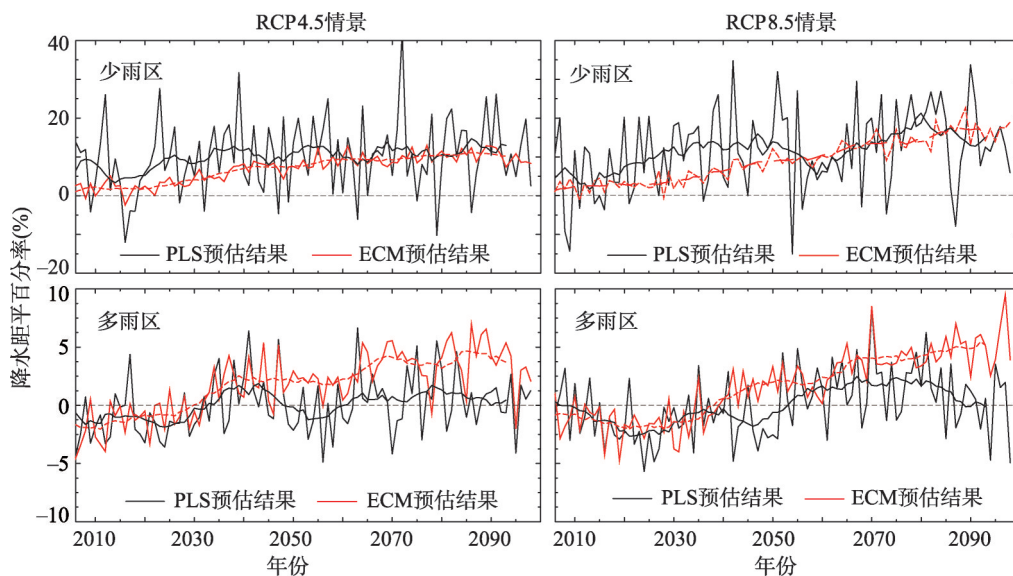 RCP4.5情景
RCP8.5情景
降水距平百分率(%)
40
20
0
−20
少雨区
PLS预估结果
ECM预估结果
少雨区
PLS预估结果
ECM预估结果
10
5
0
−5
−10
多雨区
PLS预估结果
ECM预估结果
多雨区
PLS预估结果
ECM预估结果
2010
2030
2050
2070
2090
2010
2030
2050
2070
2090
年份
年份